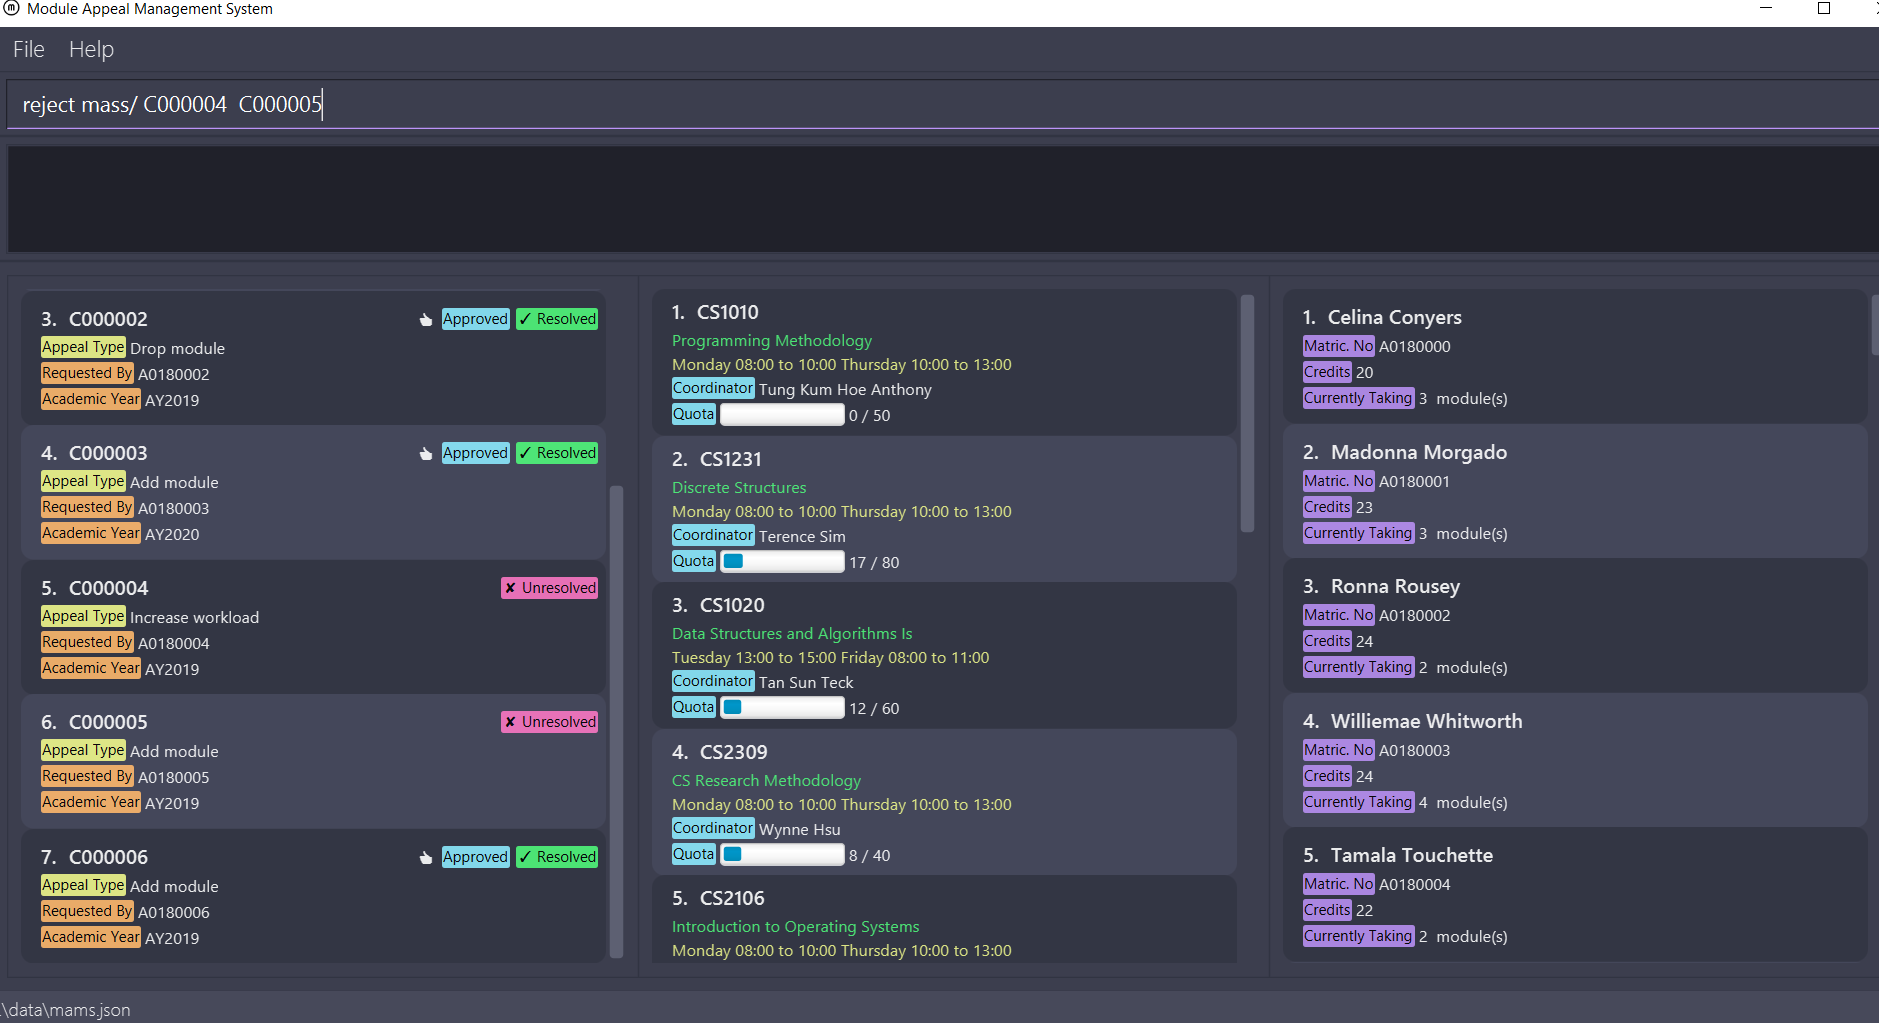 Module Appeal Management System
File Help
reject mass/ C000004  C000005
3. C000002 Approved ✓ Resolved
Appeal Type Drop module
Requested By A0180002
Academic Year AY2019
4. C000003 Approved ✓ Resolved
Appeal Type Add module
Requested By A0180003
Academic Year AY2020
5. C000004 ✘ Unresolved
Appeal Type Increase workload
Requested By A0180004
Academic Year AY2019
6. C000005 ✘ Unresolved
Appeal Type Add module
Requested By A0180005
Academic Year AY2019
7. C000006 Approved ✓ Resolved
Appeal Type Add module
Requested By A0180006
Academic Year AY2019
1. CS1010
Programming Methodology
Monday 08:00 to 10:00 Thursday 10:00 to 13:00
Coordinator Tung Kum Hoe Anthony
Quota 0 / 50
2. CS1231
Discrete Structures
Monday 08:00 to 10:00 Thursday 10:00 to 13:00
Coordinator Terence Sim
Quota 17 / 80
3. CS1020
Data Structures and Algorithms Is
Tuesday 13:00 to 15:00 Friday 08:00 to 11:00
Coordinator Tan Sun Teck
Quota 12 / 60
4. CS2309
CS Research Methodology
Monday 08:00 to 10:00 Thursday 10:00 to 13:00
Coordinator Wynne Hsu
Quota 8 / 40
5. CS2106
Introduction to Operating Systems
Monday 08:00 to 10:00 Thursday 10:00 to 13:00
1. Celina Conyers
Matric. No A0180000
Credits 20
Currently Taking 3 module(s)
2. Madonna Morgado
Matric. No A0180001
Credits 23
Currently Taking 3 module(s)
3. Ronna Rousey
Matric. No A0180002
Credits 24
Currently Taking 2 module(s)
4. Williemae Whitworth
Matric. No A0180003
Credits 24
Currently Taking 4 module(s)
5. Tamala Touchette
Matric. No A0180004
Credits 22
Currently Taking 2 module(s)
.\data\mams.json